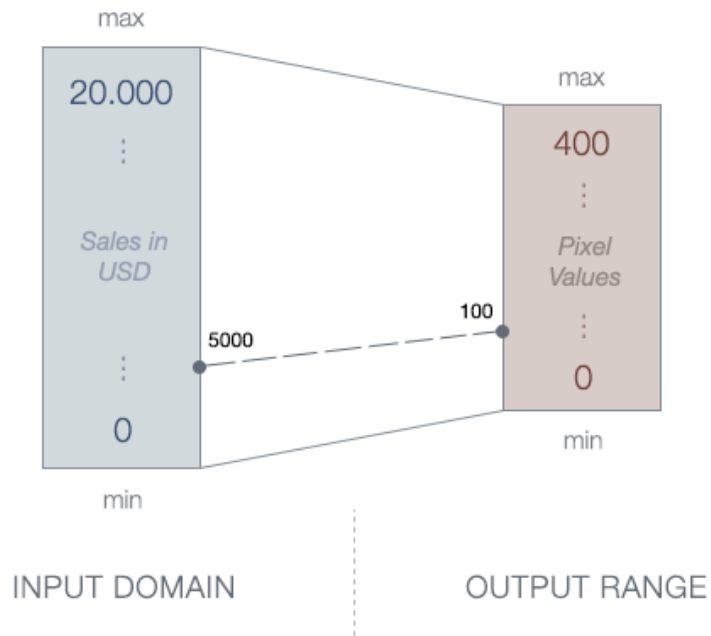 max
20.000
Sales in
USD
5000
0
min
INPUT DOMAIN
max
400
Pixel
Values
100
0
min
OUTPUT RANGE